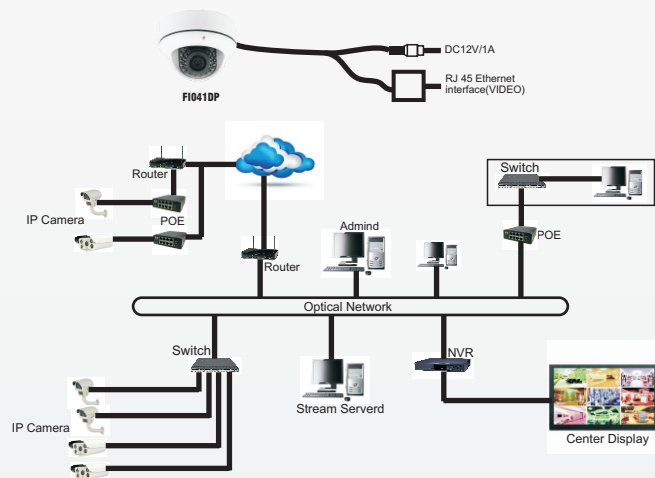 DC12V/1A
RJ 45 Ethernet
interface(VIDEO)
FI041DP
Router
IP Camera
POE
Switch
POE
Admind
Router
Optical Network
Switch
NVR
Stream Serverd
IP Camera
Center Display